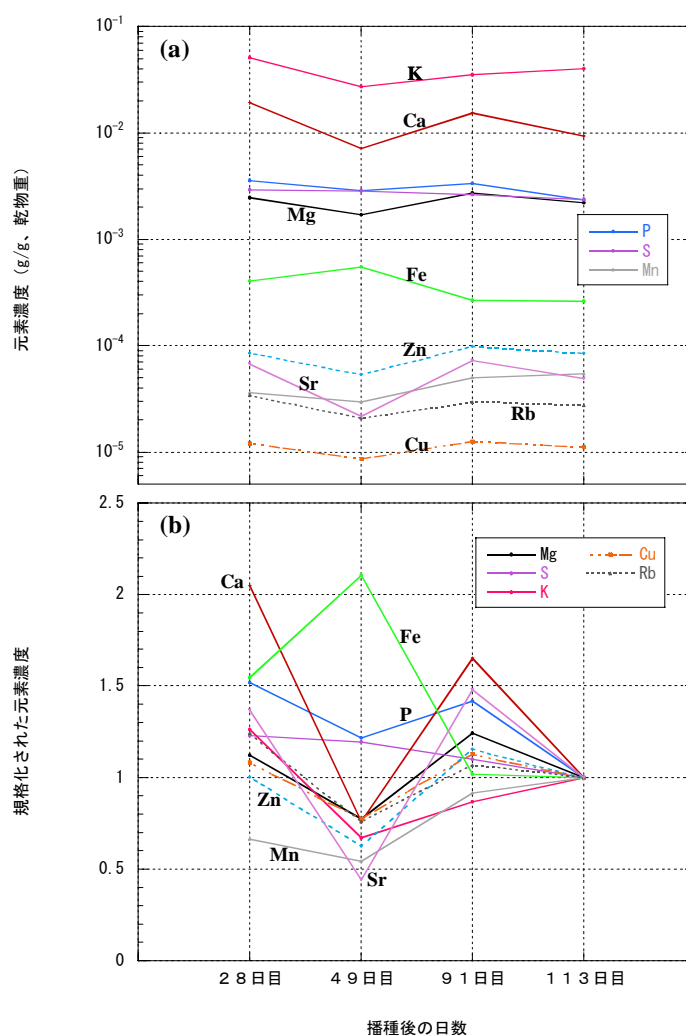 10⁻¹
(a)
K
Ca
10⁻²
Mg
10⁻³
P
S
Mn
Fe
10⁻⁴
Zn
Sr
Rb
10⁻⁵
Cu
元素濃度（g/g、乾物重）
2.5
(b)
Mg
Cu
S
Rb
K
Ca
2
Fe
1.5
P
1
Zn
Mn
0.5
Sr
0
規格化された元素濃度
２８日目 ４９日目 ９１日目 １１３日目
播種後の日数